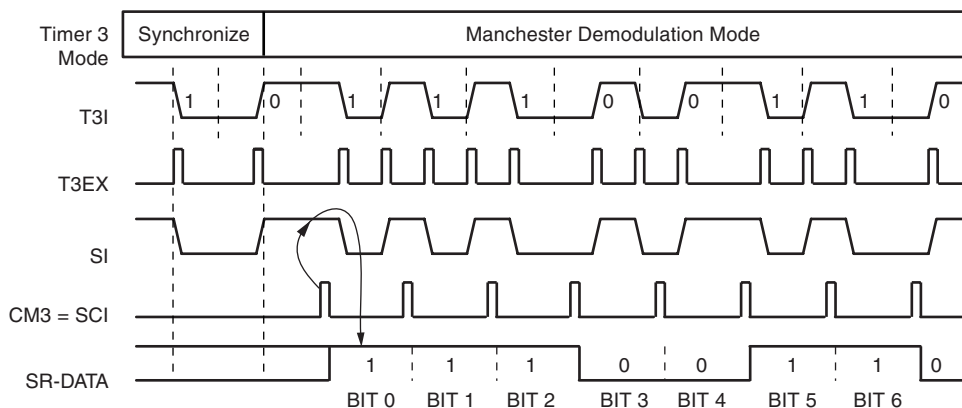 Timer 3
Mode
Synchronize
Manchester Demodulation Mode
T3I
1 0 1 1 1 0 0 1 1 0
T3EX
SI
CM3 = SCI
SR-DATA
1 1 1 0 0 1 1 0
BIT 0 BIT 1 BIT 2 BIT 3 BIT 4 BIT 5 BIT 6